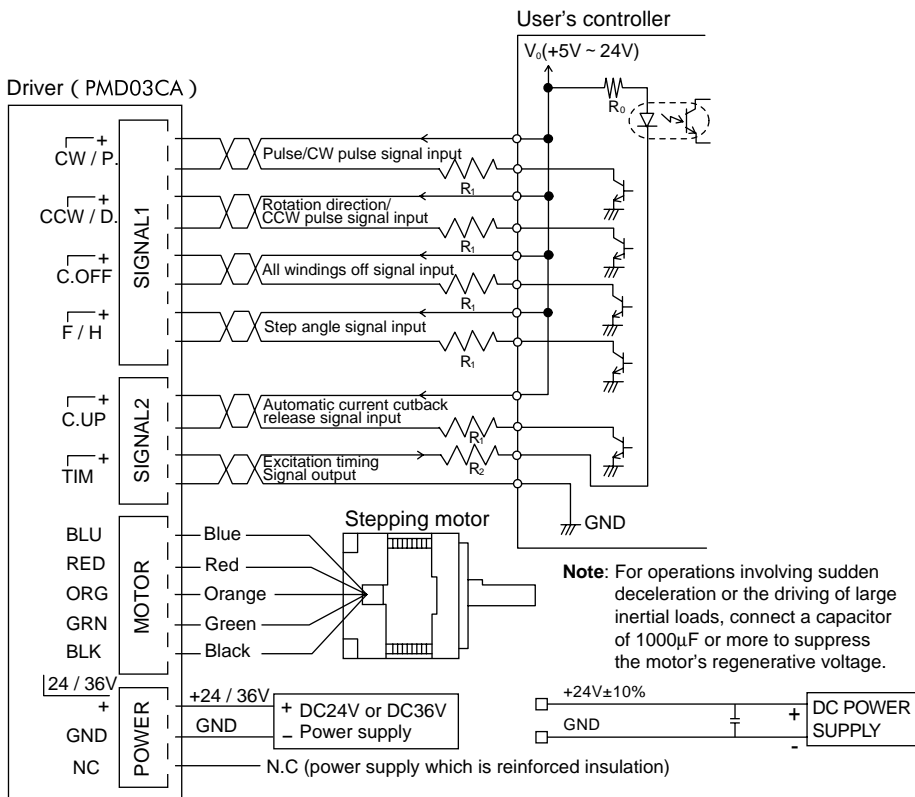 User's controller
V₀(+5V ~ 24V)
R₀
Driver ( PMD03CA )
SIGNAL1
+
CW / P.
Pulse/CW pulse signal input
R₁
+
CCW / D.
Rotation direction/
CCW pulse signal input
R₁
+
C.OFF
All windings off signal input
R₁
+
F / H
Step angle signal input
R₁
SIGNAL2
+
C.UP
Automatic current cutback
release signal input
R₁
+
TIM
Excitation timing
Signal output
R₂
GND
MOTOR
Stepping motor
BLU
Blue
RED
Red
ORG
Orange
GRN
Green
BLK
Black
Note: For operations involving sudden
deceleration or the driving of large
inertial loads, connect a capacitor
of 1000µF or more to suppress
the motor's regenerative voltage.
POWER
24 / 36V
+
+24 / 36V
GND
GND
+ DC24V or DC36V
– Power supply
NC
N.C (power supply which is reinforced insulation)
+24V±10%
GND
+
-
DC POWER
SUPPLY